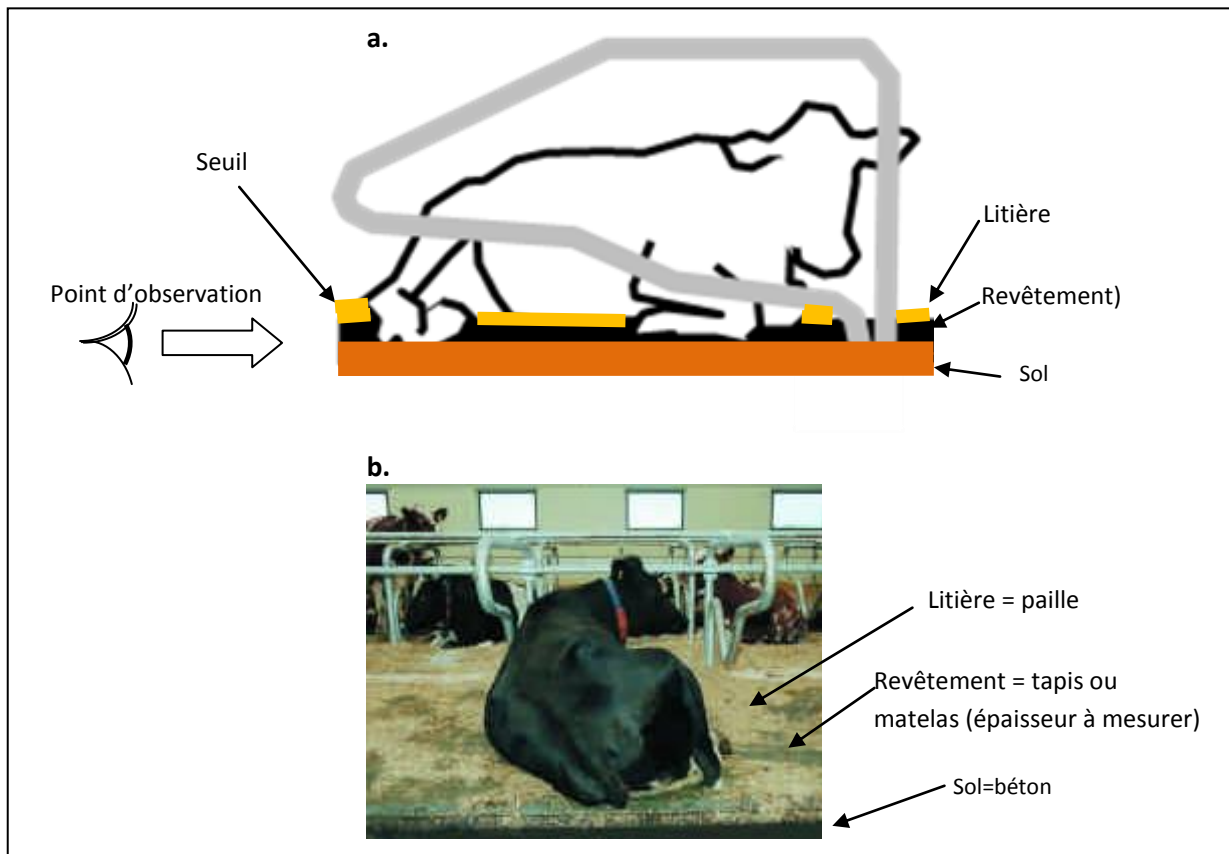 a.
Seuil
Litière
Point d’observation
Revêtement)
Sol
b.
Litière = paille
Revêtement = tapis ou
matelas (épaisseur à mesurer)
Sol=béton